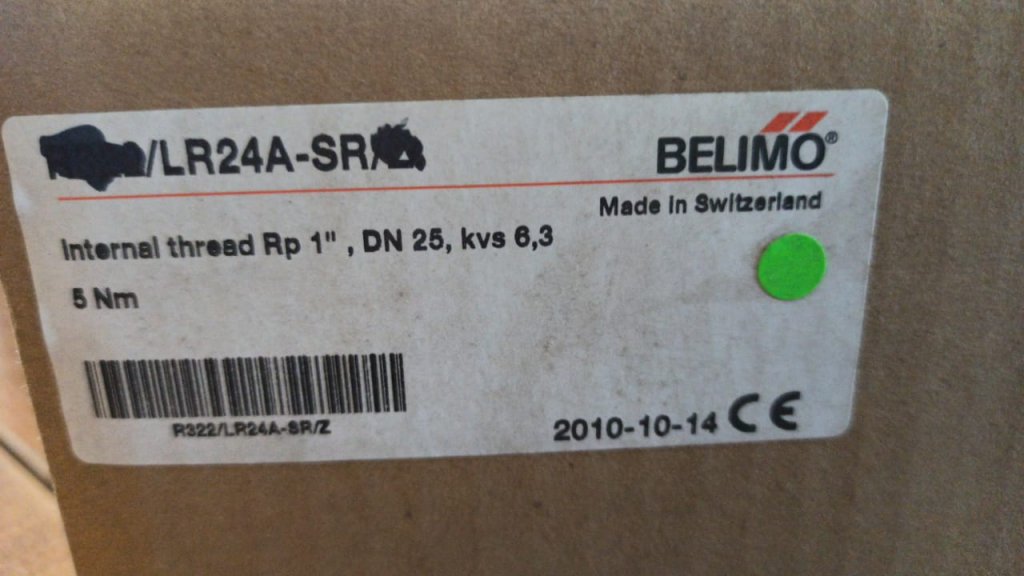 /LR24A-SR/
BELIMO®
Made in Switzerland
Internal thread Rp 1" , DN 25, kvs 6,3
5 Nm
R322/LR24A-SR/Z
2010-10-14 CE